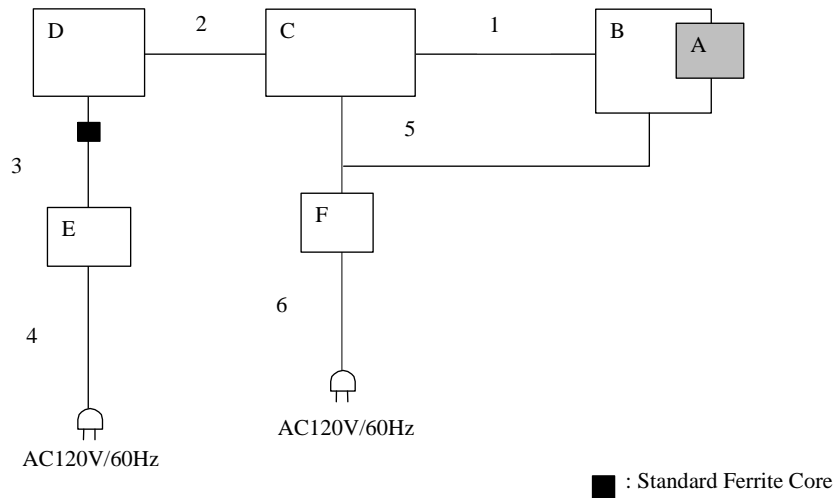 D
2
C
1
B
A
5
3
E
F
4
6
AC120V/60Hz
AC120V/60Hz
: Standard Ferrite Core